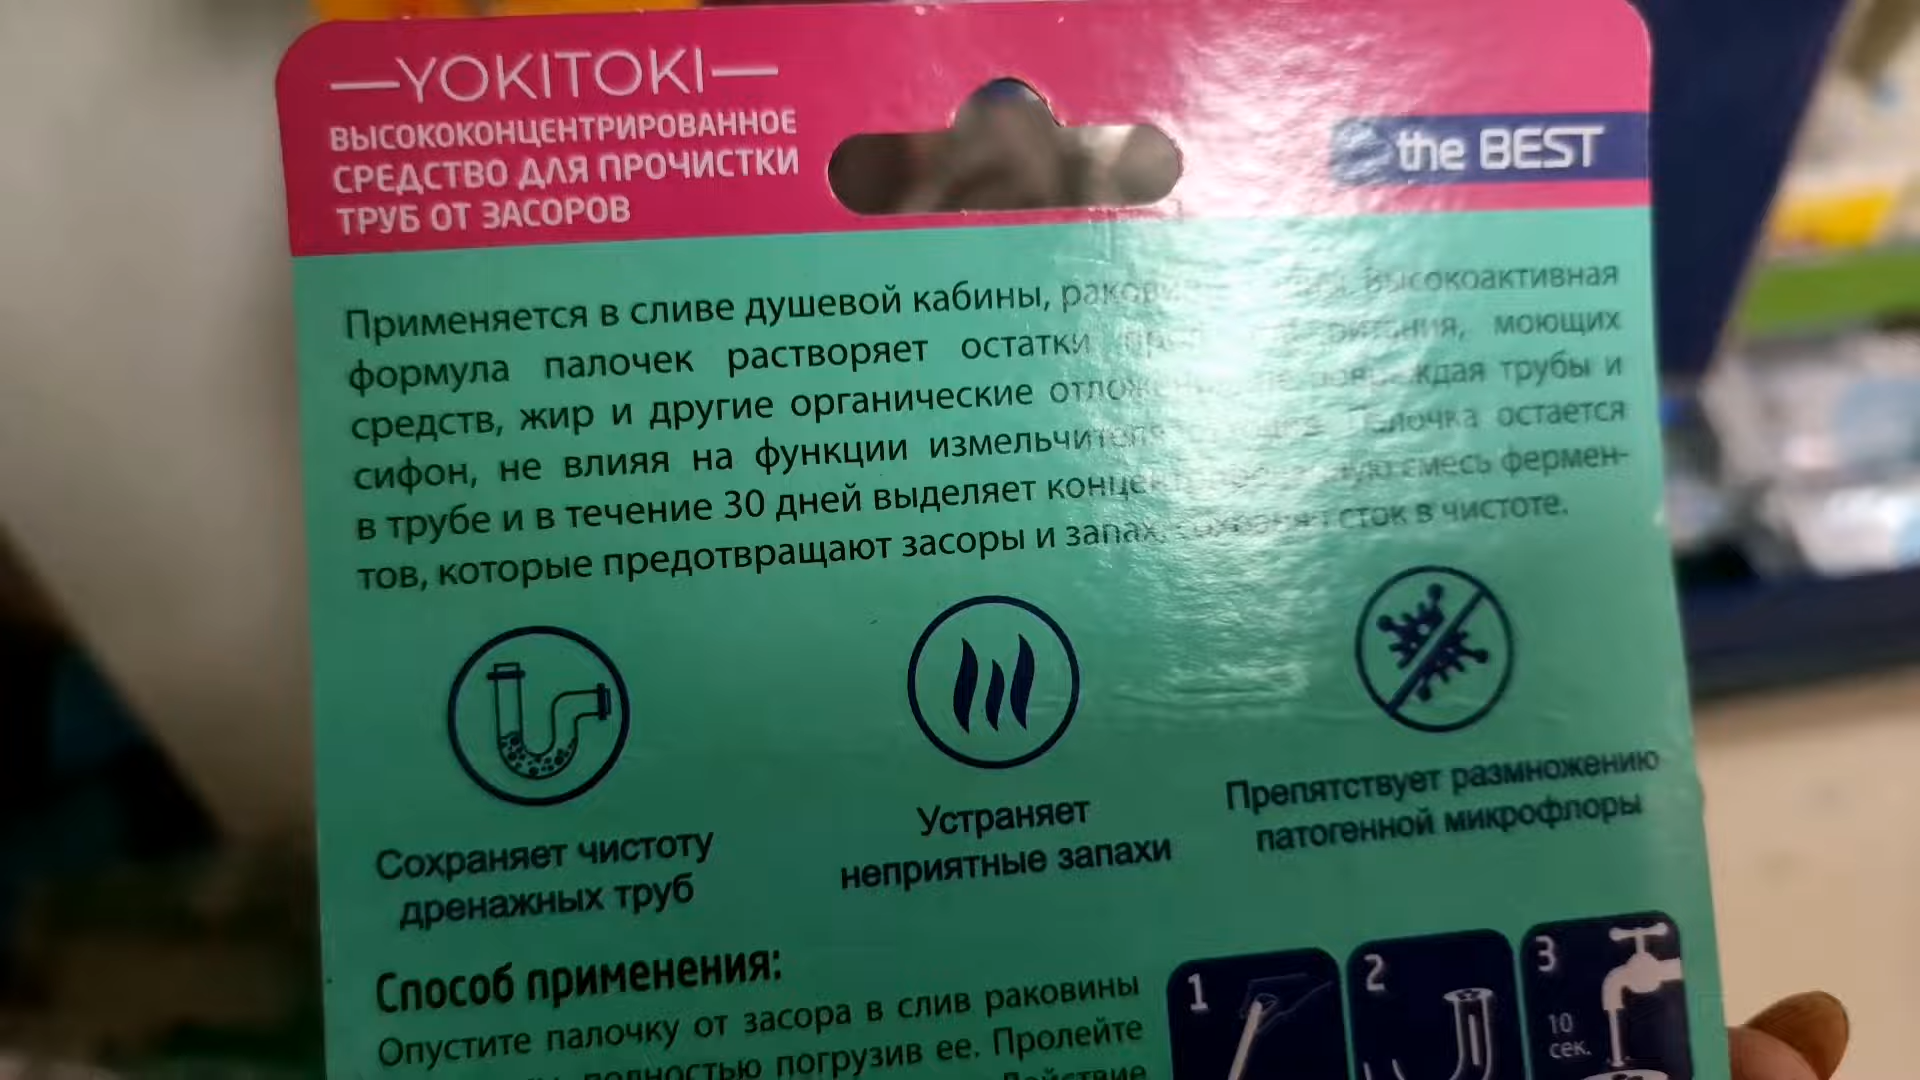 YOKITOKI
ВЫСОКОКОНЦЕНТРИРОВАННОЕ
СРЕДСТВО ДЛЯ ПРОЧИСТКИ
ТРУБ ОТ ЗАСОРОВ
the BEST
Применяется в сливе душевой кабины, Высокоактивная
формула палочек растворяет остатки питания, моющих
средств, жир и другие органические трубы и
сифон, не влияя на функции Палочка остается
в трубе и в течение 30 дней выделяет смесь фермен-
тов, которые предотвращают засоры и запах, сток в чистоте.
Сохраняет чистоту
дренажных труб
Устраняет
неприятные запахи
Препятствует размножению
патогенной микрофлоры
Способ применения:
Опустите палочку от засора в слив раковины
полностью погрузив ее. Пролейте
Действие
1
2
3
10
сек.